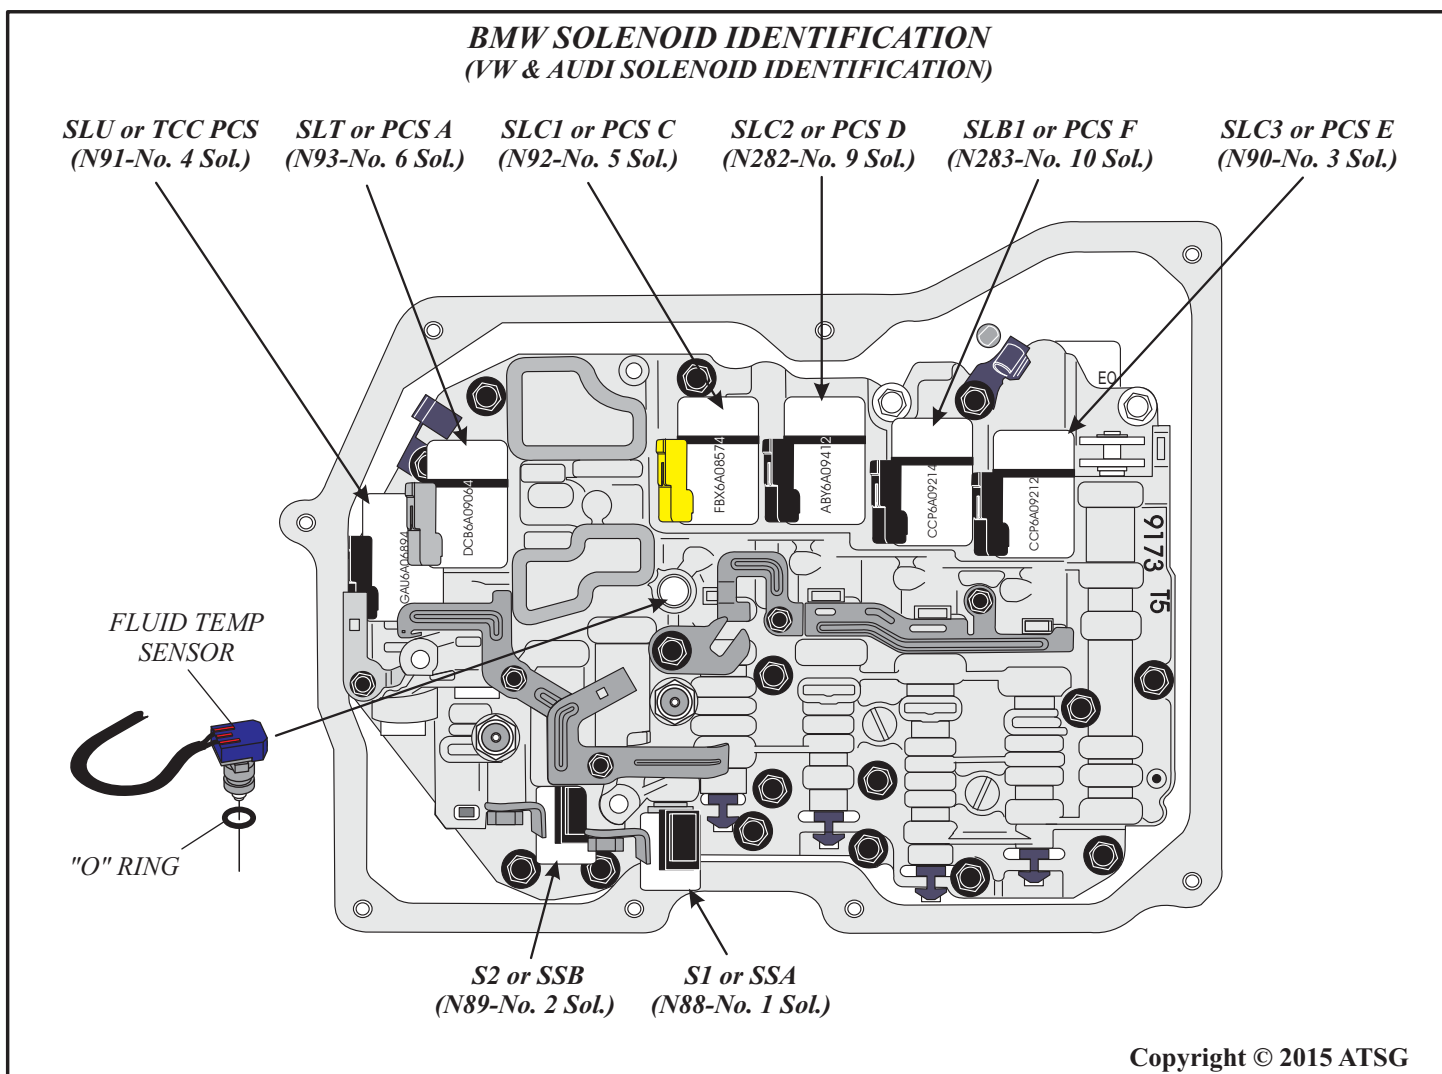 BMW SOLENOID IDENTIFICATION
(VW & AUDI SOLENOID IDENTIFICATION)
SLU or TCC PCS
(N91-No. 4 Sol.)
SLT or PCS A
(N93-No. 6 Sol.)
SLC1 or PCS C
(N92-No. 5 Sol.)
SLC2 or PCS D
(N282-No. 9 Sol.)
SLB1 or PCS F
(N283-No. 10 Sol.)
SLC3 or PCS E
(N90-No. 3 Sol.)
EO
GAU6A06894
DCB6A09064
FBX6A08574
ABY6A09412
CCP6A09214
CCP6A09212
9173 T5
FLUID TEMP
SENSOR
"O" RING
S2 or SSB
(N89-No. 2 Sol.)
S1 or SSA
(N88-No. 1 Sol.)
Copyright © 2015 ATSG